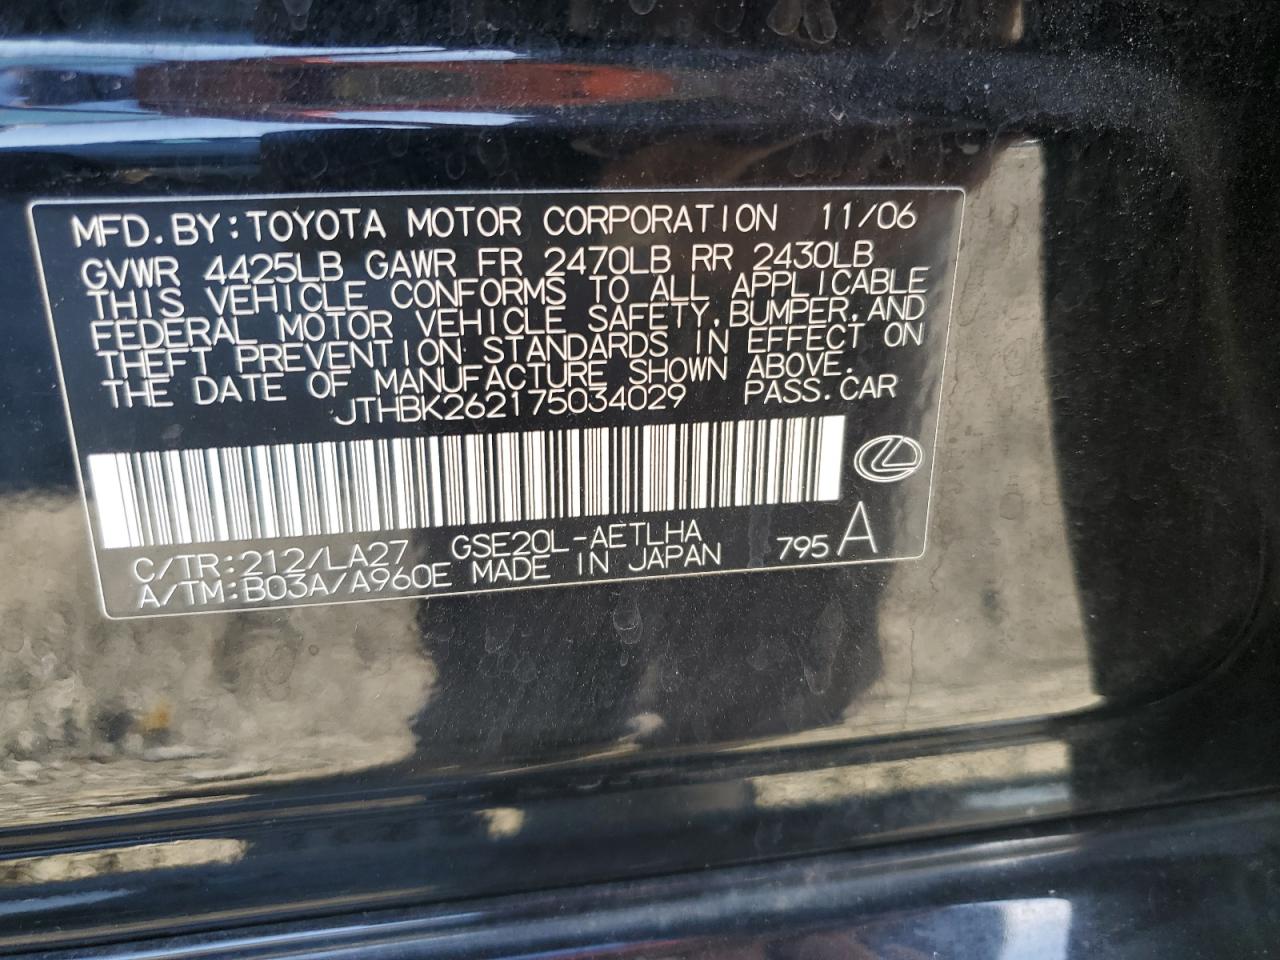 MFD.BY:TOYOTA MOTOR CORPORATION 11/06
GVWR 4425LB GAWR FR 2470LB RR 2430LB
THIS VEHICLE CONFORMS TO ALL APPLICABLE
FEDERAL MOTOR VEHICLE SAFETY,BUMPER,AND
THEFT PREVENTION STANDARDS IN EFFECT ON
THE DATE OF MANUFACTURE SHOWN ABOVE.
JTHBK262175034029 PASS.CAR
C/TR:212/LA27 GSE20L-AETLHA
A/TM:B03A/A960E MADE IN JAPAN 795 A